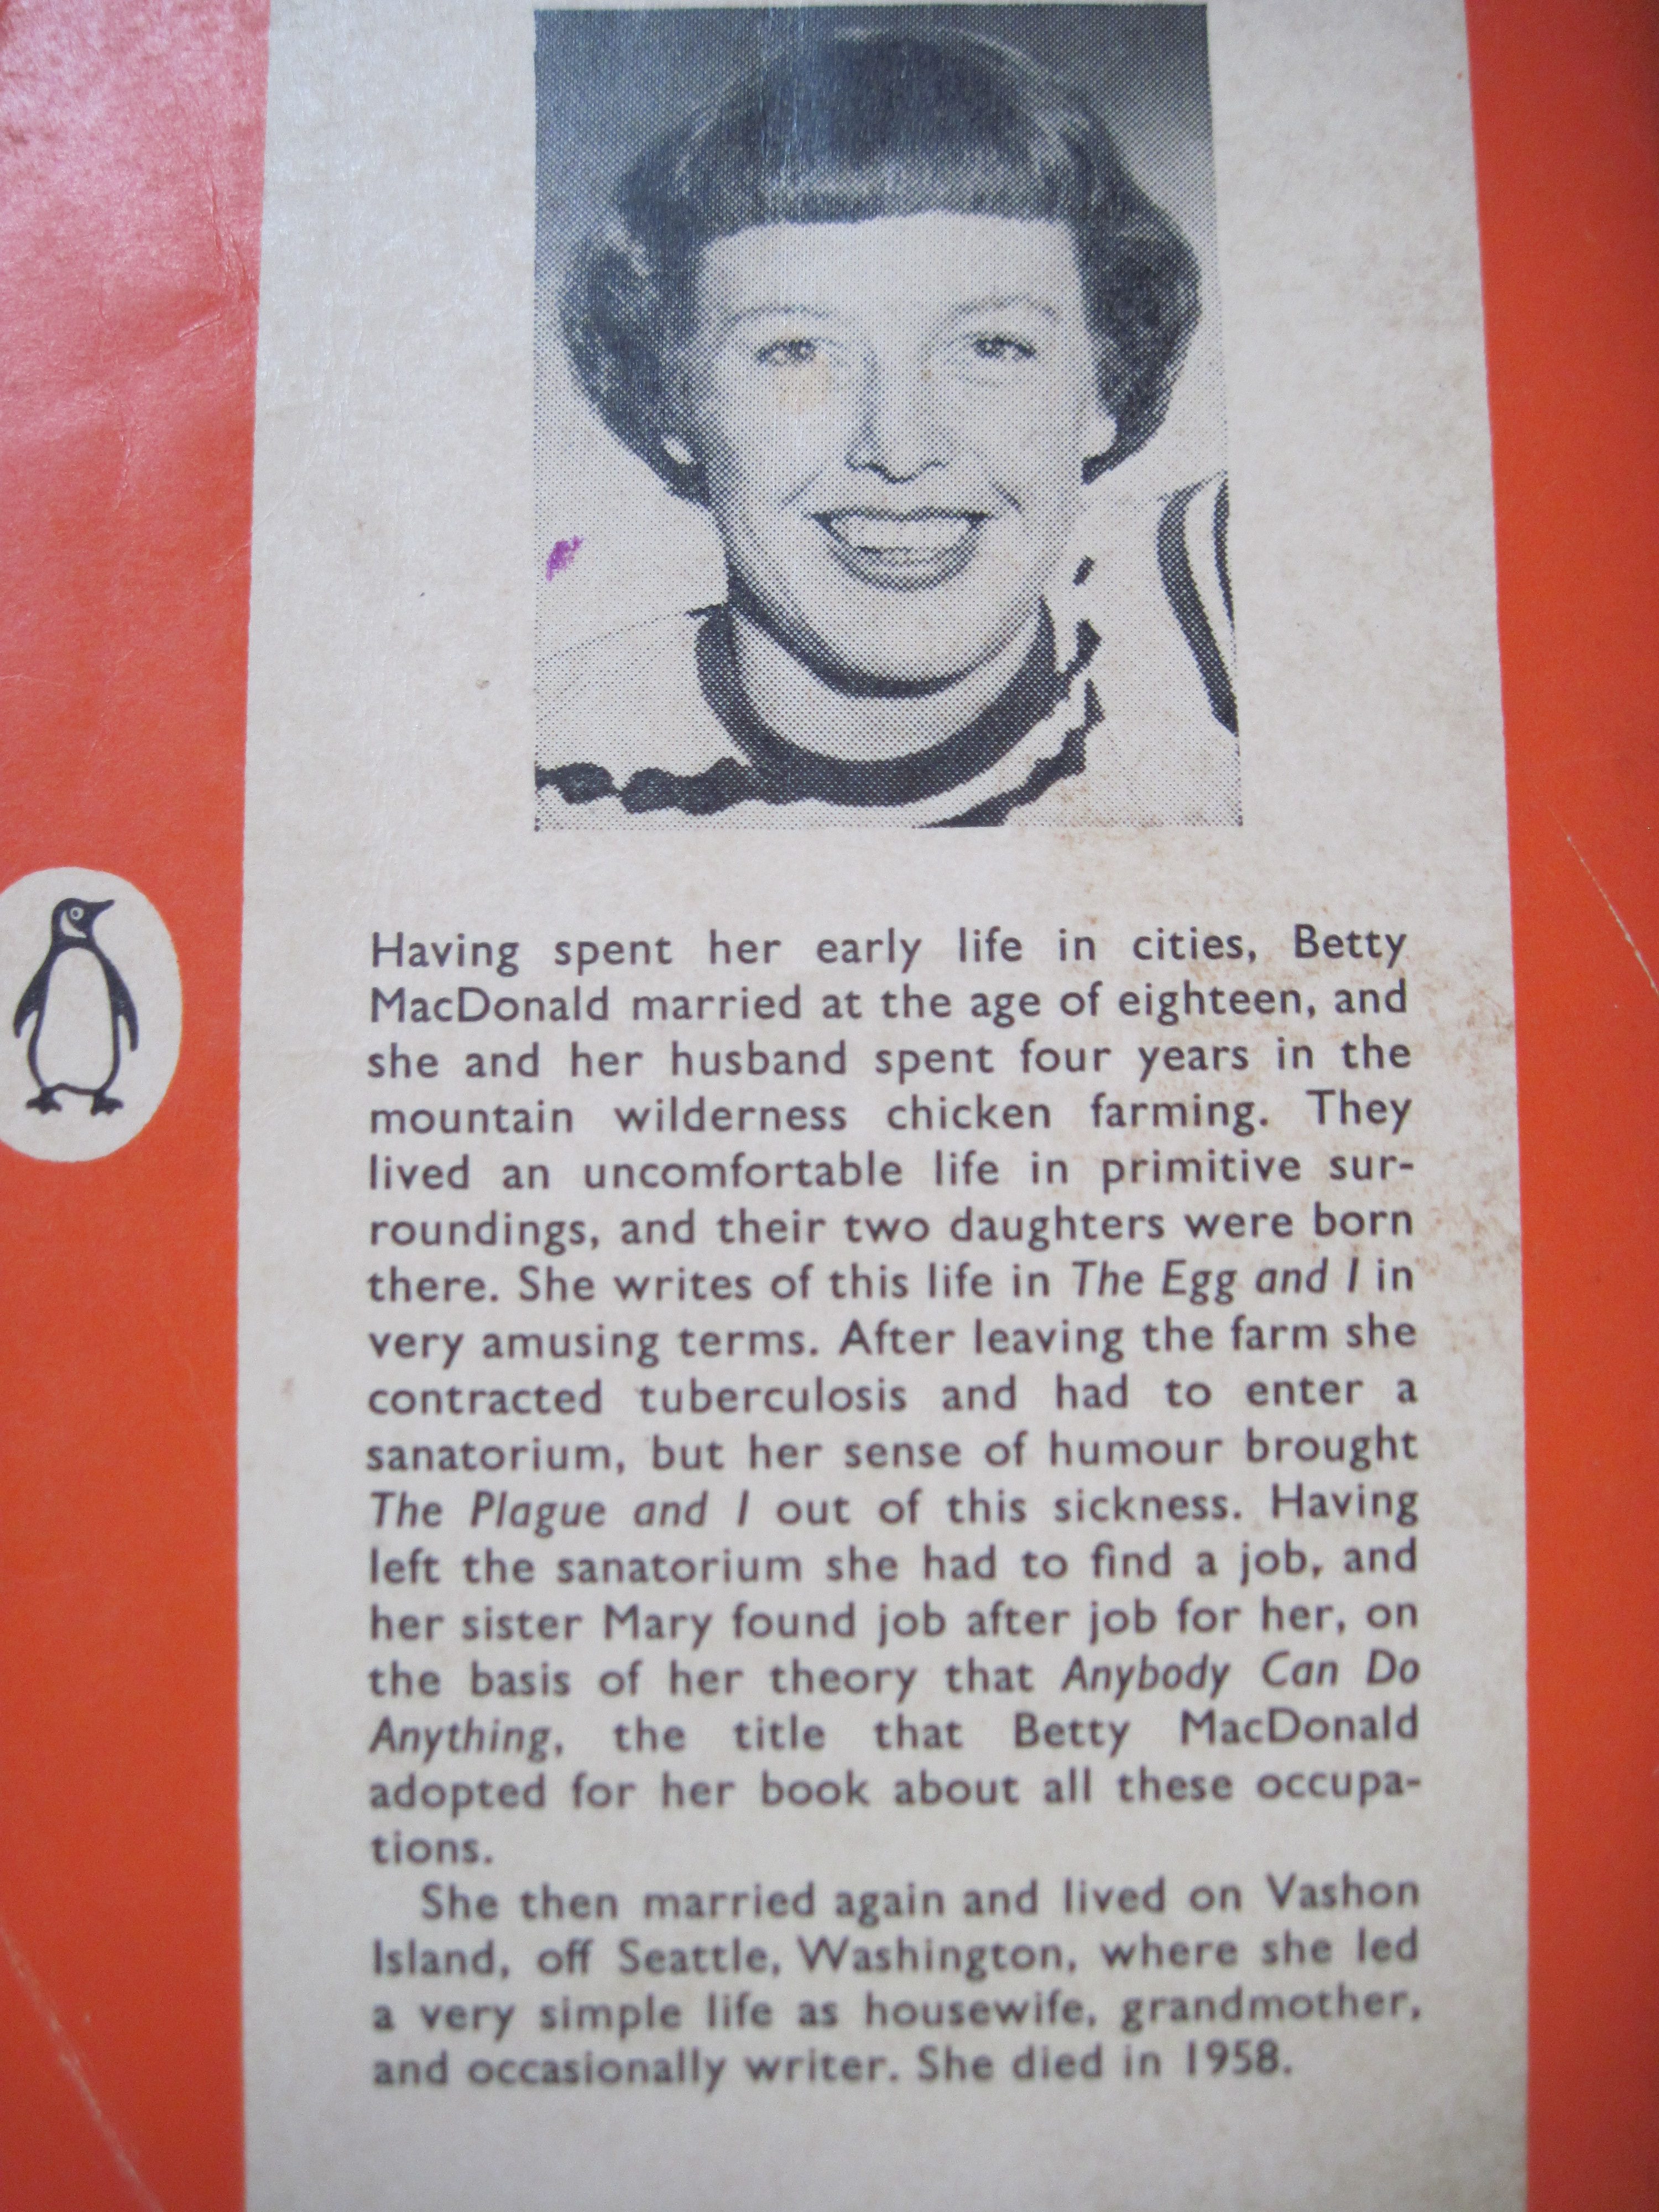 Having spent her early life in cities, Betty
MacDonald married at the age of eighteen, and
she and her husband spent four years in the
mountain wilderness chicken farming. They
lived an uncomfortable life in primitive sur-
roundings, and their two daughters were born
there. She writes of this life in The Egg and I in
very amusing terms. After leaving the farm she
contracted tuberculosis and had to enter a
sanatorium, but her sense of humour brought
The Plague and I out of this sickness. Having
left the sanatorium she had to find a job, and
her sister Mary found job after job for her, on
the basis of her theory that Anybody Can Do
Anything, the title that Betty MacDonald
adopted for her book about all these occupa-
tions.
She then married again and lived on Vashon
Island, off Seattle, Washington, where she led
a very simple life as housewife, grandmother,
and occasionally writer. She died in 1958.